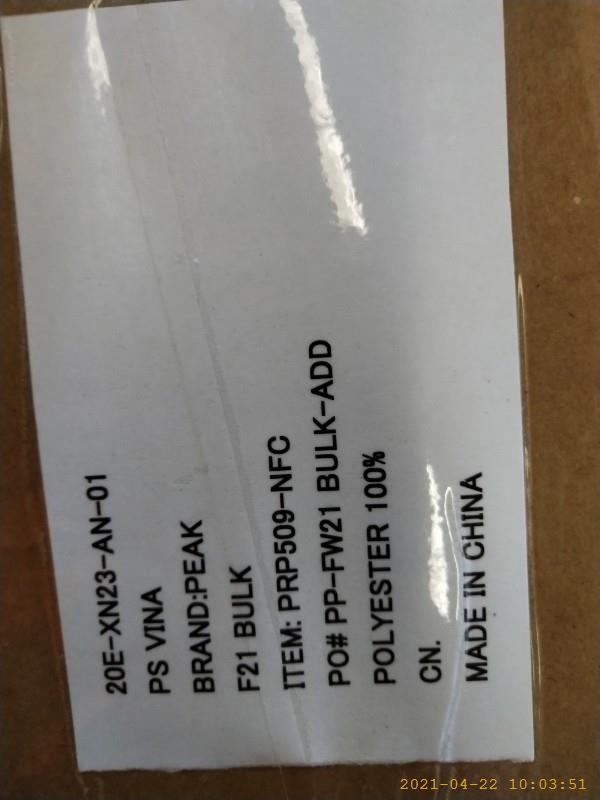 20E-XN23-AN-01
PS VINA
BRAND:PEAK
F21 BULK
ITEM: PRP509-NFC
PO# PP-FW21 BULK-ADD
POLYESTER 100%
CN.
MADE IN CHINA
2021-04-22 10:03:51